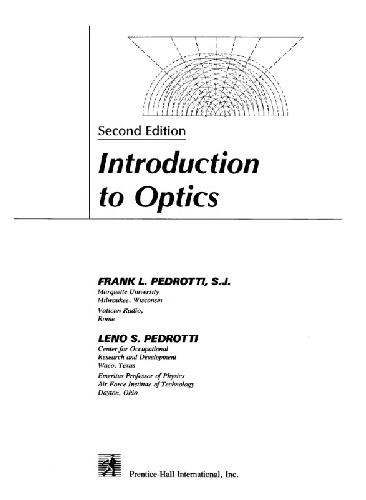 Second Edition
Introduction
to Optics
FRANK L. PEDROTTI, S.J.
Marquette University
Milwaukee, Wisconsin
Vatican Radio,
Rome
LENO S. PEDROTTI
Center for Occupational
Research and Development
Waco, Texas
Emeritus Professor of Physics
Air Force Institute of Technology
Dayton, Ohio
Prentice-Hall International, Inc.